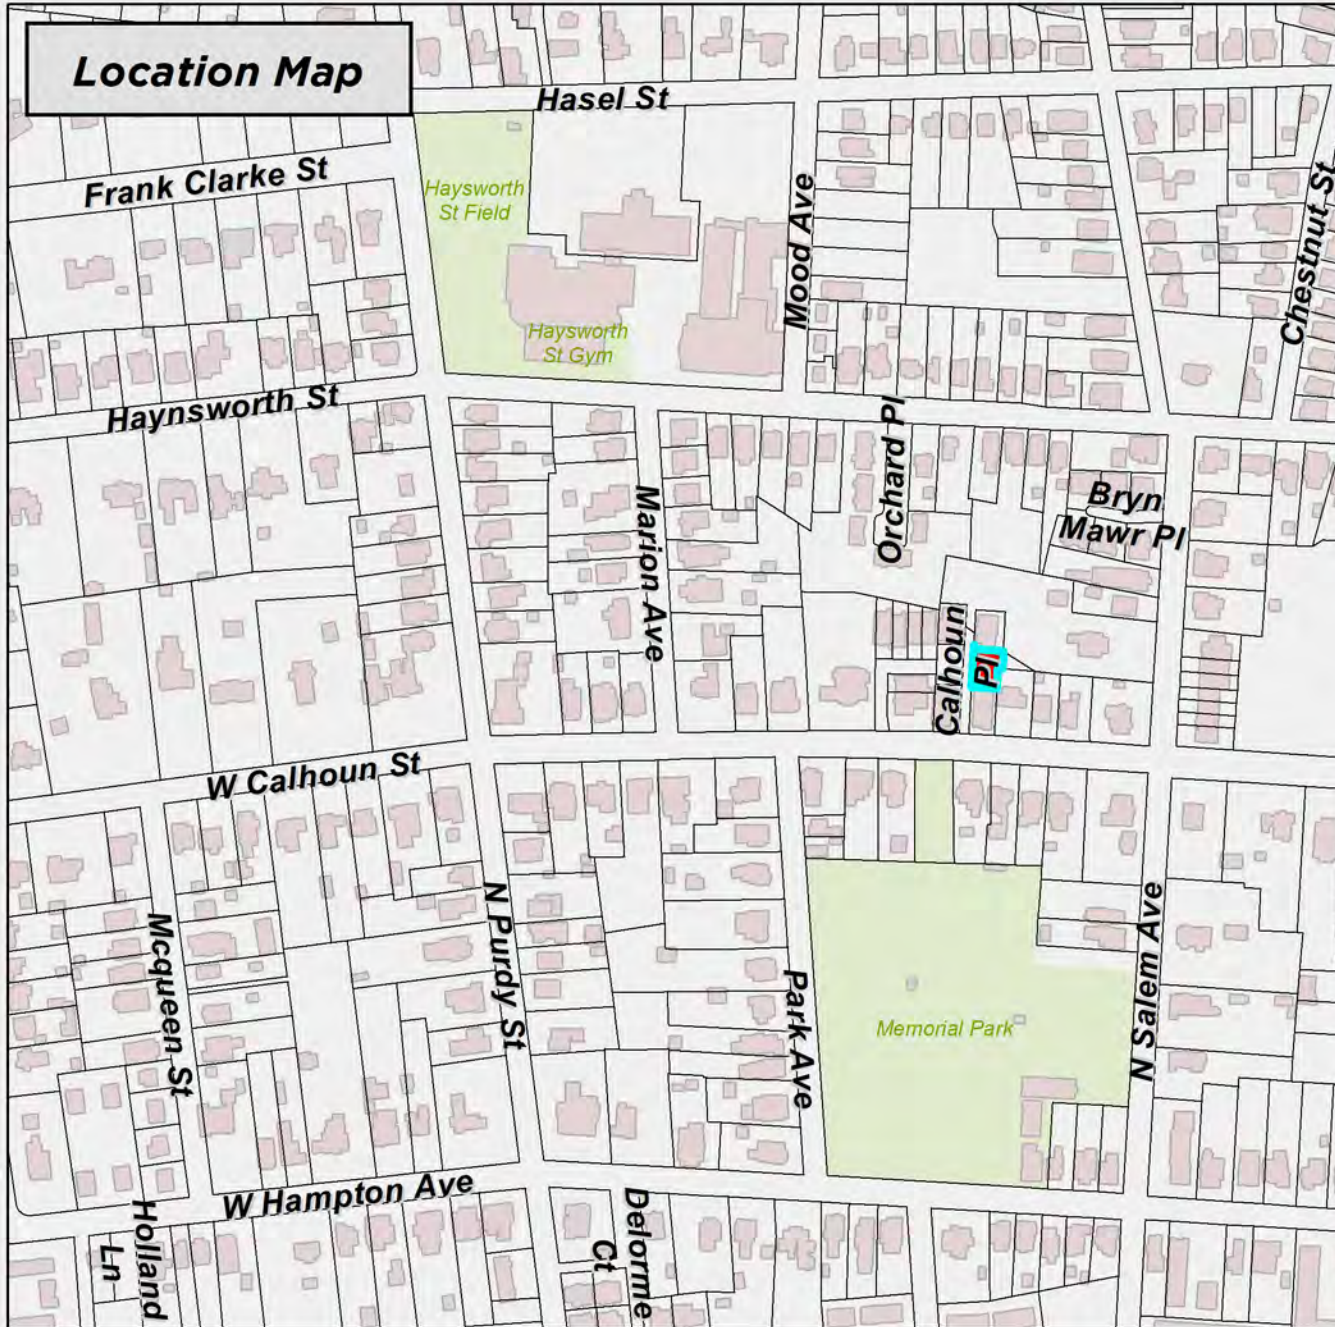 Location Map
Hasel St
Frank Clarke St
Haysworth
St Field
Mood Ave
Chestnut St
Haysworth
St Gym
Haynsworth St
Orchard Pl
Marion Ave
Bryn
Mawr Pl
Calhoun
Pl
W Calhoun St
N Purdy St
Mcqueen St
Park Ave
N Salem Ave
Memorial Park
W Hampton Ave
Holland
Ln
Delorme
Ct